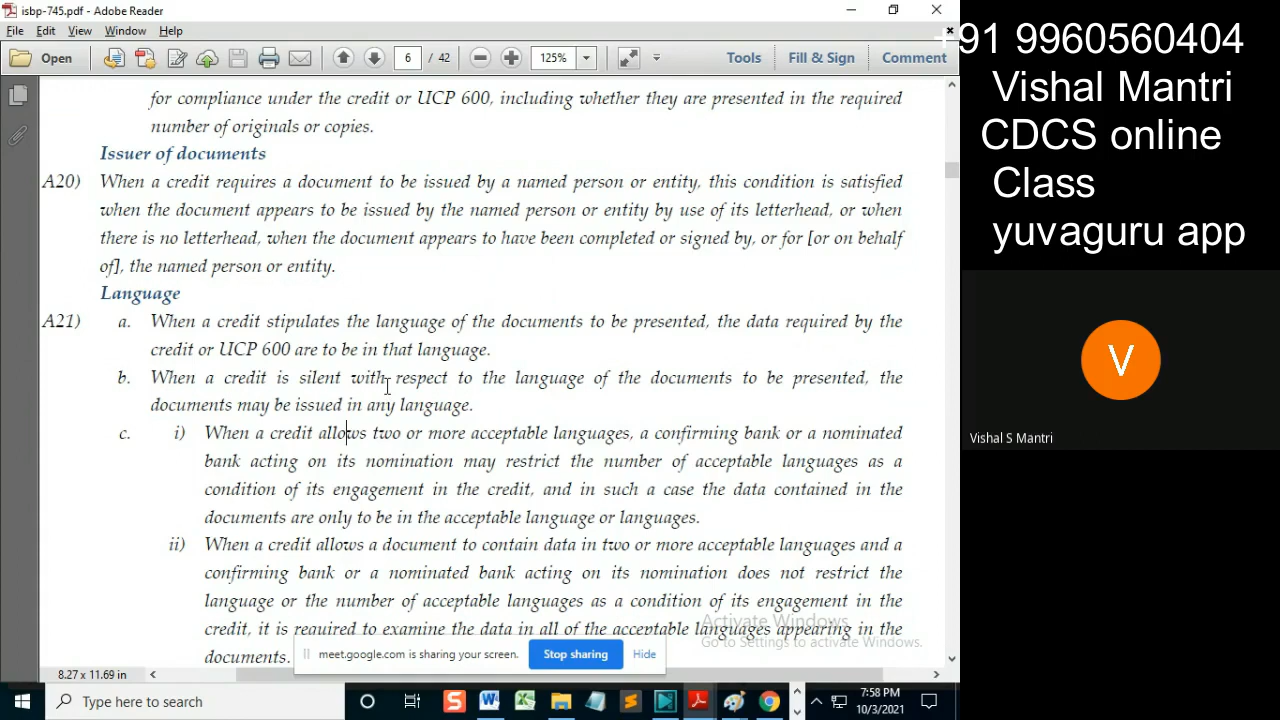 isbp-745.pdf - Adobe Reader
File Edit View Window Help
Open 6 / 42 125% Tools Fill & Sign Comment
for compliance under the credit or UCP 600, including whether they are presented in the required
number of originals or copies.
Issuer of documents
A20) When a credit requires a document to be issued by a named person or entity, this condition is satisfied
when the document appears to be issued by the named person or entity by use of its letterhead, or when
there is no letterhead, when the document appears to have been completed or signed by, or for [or on behalf
of], the named person or entity.
Language
A21) a. When a credit stipulates the language of the documents to be presented, the data required by the
credit or UCP 600 are to be in that language.
b. When a credit is silent with respect to the language of the documents to be presented, the
documents may be issued in any language.
c. i) When a credit allows two or more acceptable languages, a confirming bank or a nominated
bank acting on its nomination may restrict the number of acceptable languages as a
condition of its engagement in the credit, and in such a case the data contained in the
documents are only to be in the acceptable language or languages.
ii) When a credit allows a document to contain data in two or more acceptable languages and a
confirming bank or a nominated bank acting on its nomination does not restrict the
language or the number of acceptable languages as a condition of its engagement in the
credit, it is required to examine the data in all of the acceptable languages appearing in the
documents.
Activate Windows
Go to Settings to activate Windows.
meet.google.com is sharing your screen. Stop sharing Hide
8.27 x 11.69 in
Type here to search
7:58 PM
10/3/2021
+91 9960560404
Vishal Mantri
CDCS online
Class
yuvaguru app
V
Vishal S Mantri